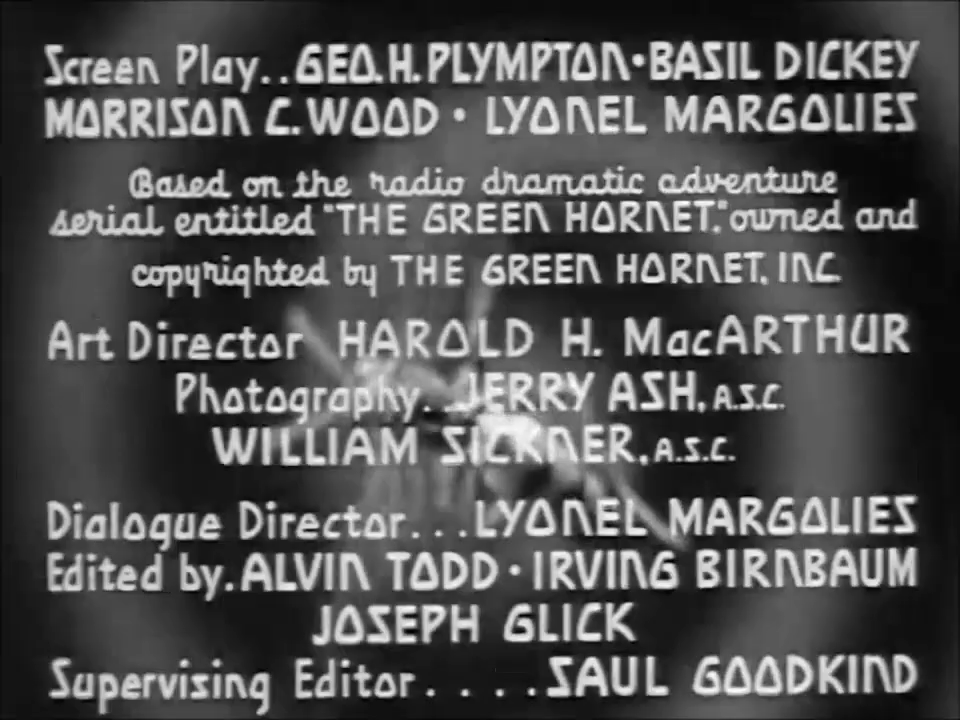 Screen Play..GEO.H.PLYMPTON•BASIL DICKEY
MORRISON C.WOOD • LYONEL MARGOLIES
Based on the radio dramatic adventure
serial entitled "THE GREEN HORNET," owned and
copyrighted by THE GREEN HORNET, INC.
Art Director HAROLD H. MacARTHUR
Photography.. JERRY ASH, A.S.C.
WILLIAM SICKNER, A.S.C.
Dialogue Director...LYONEL MARGOLIES
Edited by.ALVIN TODD•IRVING BIRNBAUM
JOSEPH GLICK
Supervising Editor....SAUL GOODKIND